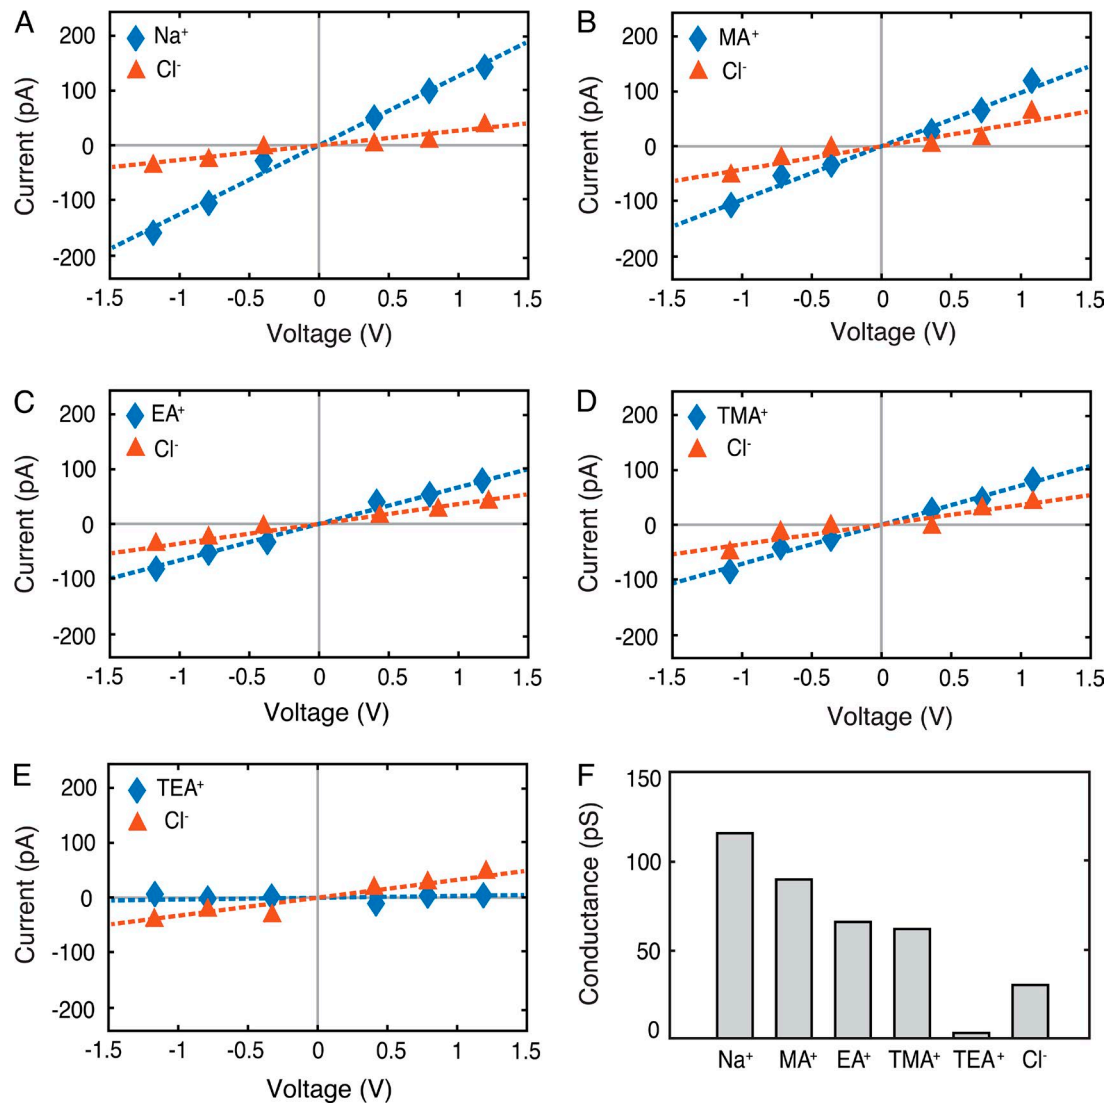 A
Na⁺
Cl⁻
200
100
0
-100
-200
Current (pA)
-1.5 -1 -0.5 0 0.5 1 1.5
Voltage (V)
B
MA⁺
Cl⁻
200
100
0
-100
-200
Current (pA)
-1.5 -1 -0.5 0 0.5 1 1.5
Voltage (V)
C
EA⁺
Cl⁻
200
100
0
-100
-200
Current (pA)
-1.5 -1 -0.5 0 0.5 1 1.5
Voltage (V)
D
TMA⁺
Cl⁻
200
100
0
-100
-200
Current (pA)
-1.5 -1 -0.5 0 0.5 1 1.5
Voltage (V)
E
TEA⁺
Cl⁻
200
100
0
-100
-200
Current (pA)
-1.5 -1 -0.5 0 0.5 1 1.5
Voltage (V)
F
150
100
50
0
Conductance (pS)
Na⁺ MA⁺ EA⁺ TMA⁺ TEA⁺ Cl⁻